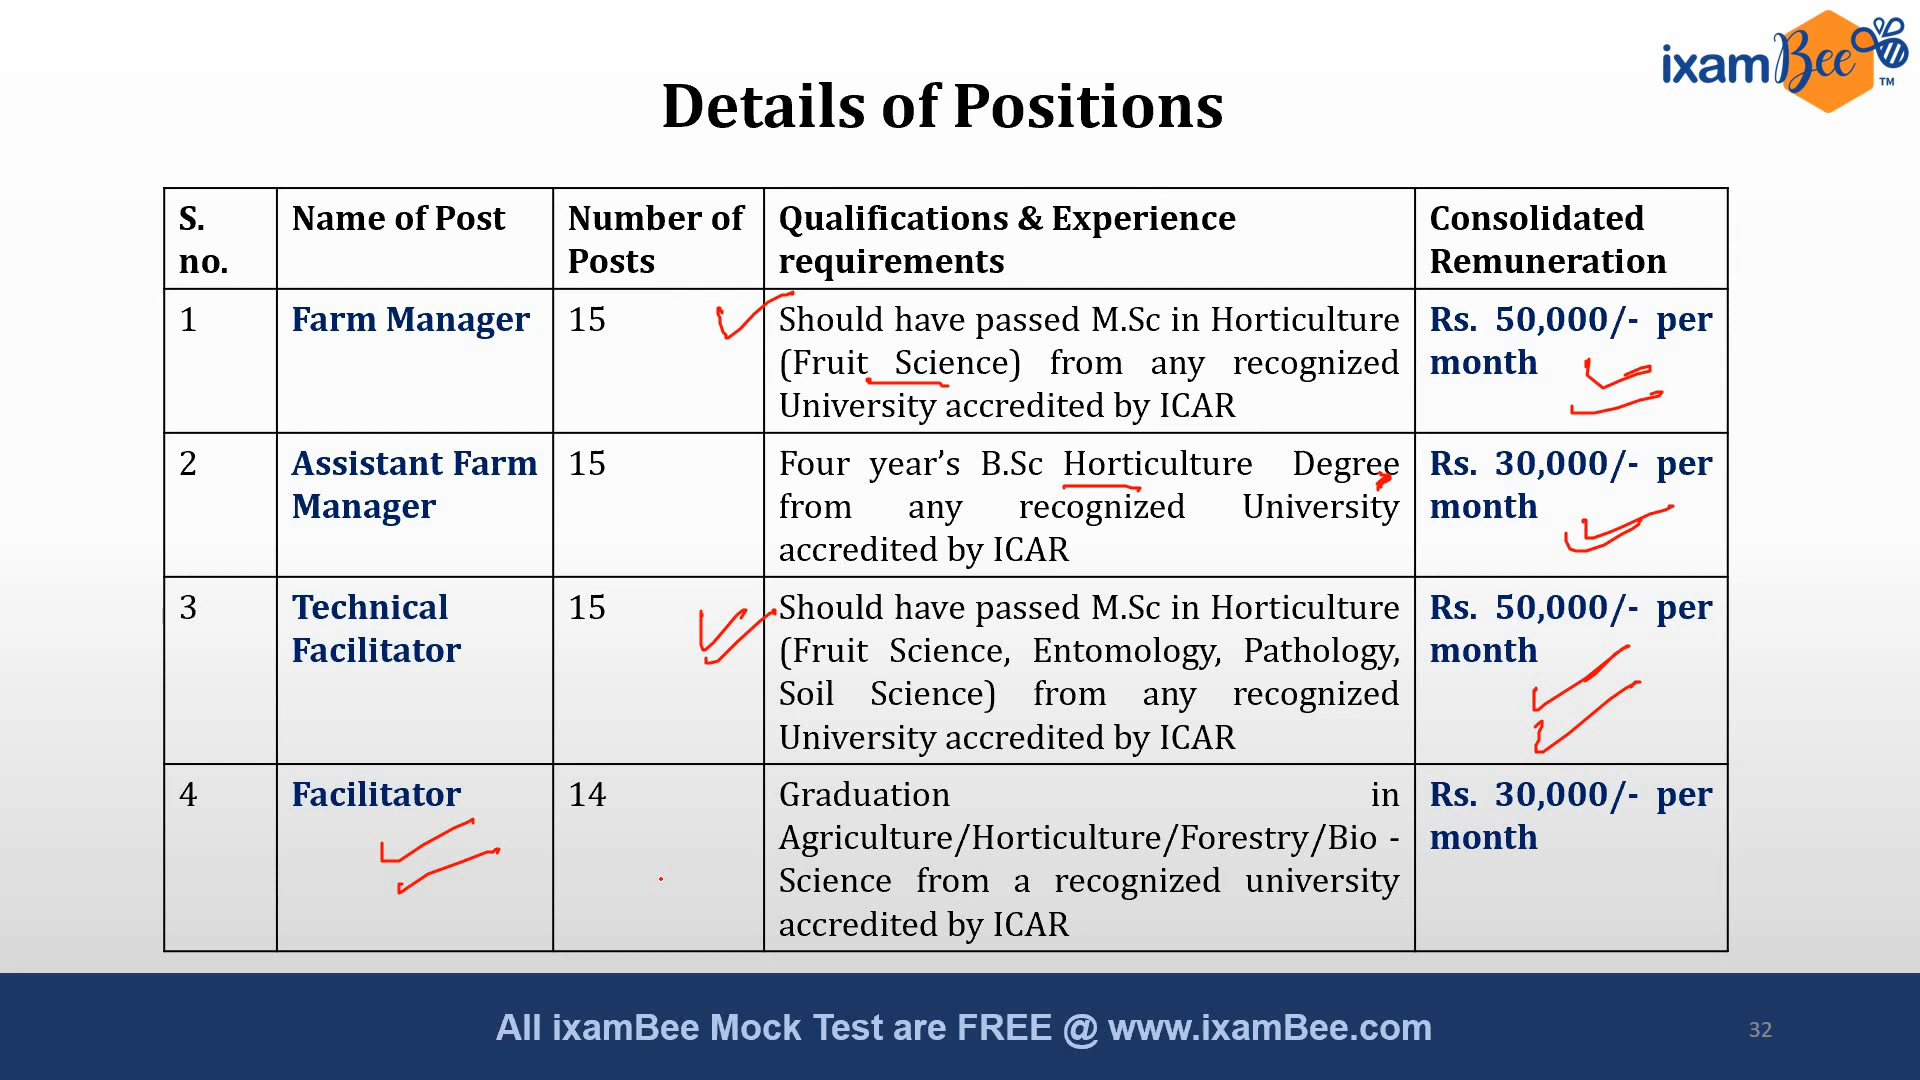 ixamBee
TM
Details of Positions
S. no.
Name of Post
Number of Posts
Qualifications & Experience requirements
Consolidated Remuneration
1
Farm Manager
15
Should have passed M.Sc in Horticulture
(Fruit Science) from any recognized
University accredited by ICAR
Rs. 50,000/- per
month
2
Assistant Farm
Manager
15
Four year’s B.Sc Horticulture Degree
from any recognized University
accredited by ICAR
Rs. 30,000/- per
month
3
Technical
Facilitator
15
Should have passed M.Sc in Horticulture
(Fruit Science, Entomology, Pathology,
Soil Science) from any recognized
University accredited by ICAR
Rs. 50,000/- per
month
4
Facilitator
14
Graduation in
Agriculture/Horticulture/Forestry/Bio -
Science from a recognized university
accredited by ICAR
Rs. 30,000/- per
month
All ixamBee Mock Test are FREE @ www.ixamBee.com
32